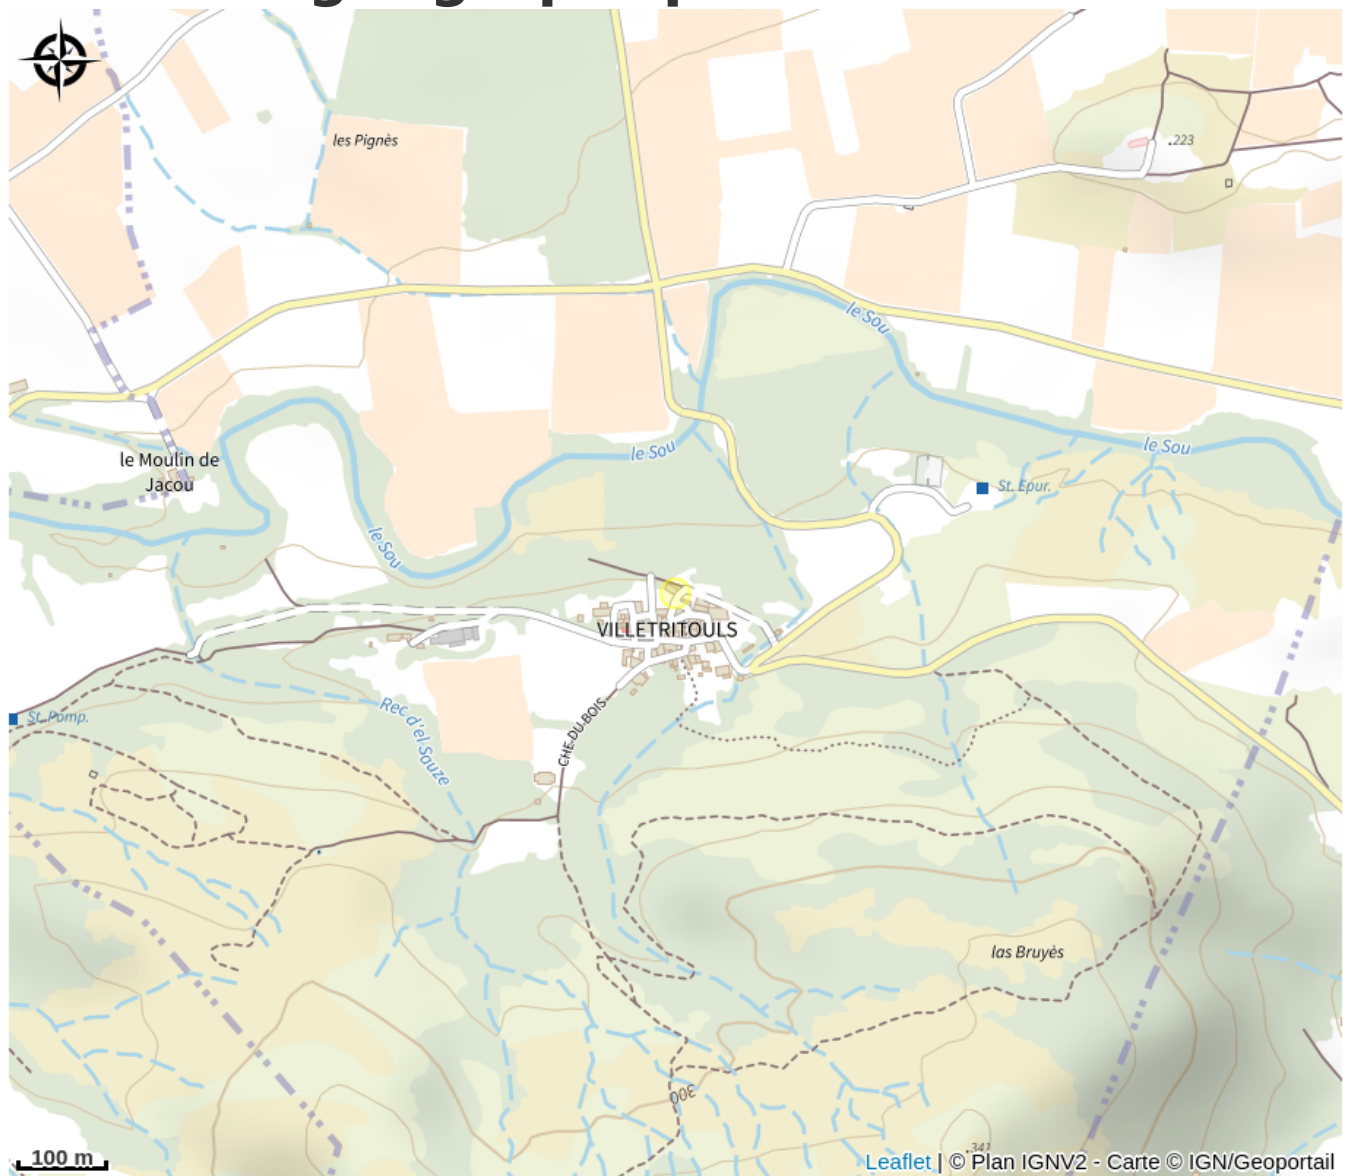 les Pignès
.223
le Sou
le Moulin de
Jacou
le Sou
le Sou
St. Epur.
le Sou
VILLETRITOULS
St. Pomp.
Rec d'el Sauze
CHE-DU-BOIS
las Bruyès
300
.341
100 m
Leaflet | © Plan IGNV2 - Carte © IGN/Geoportail